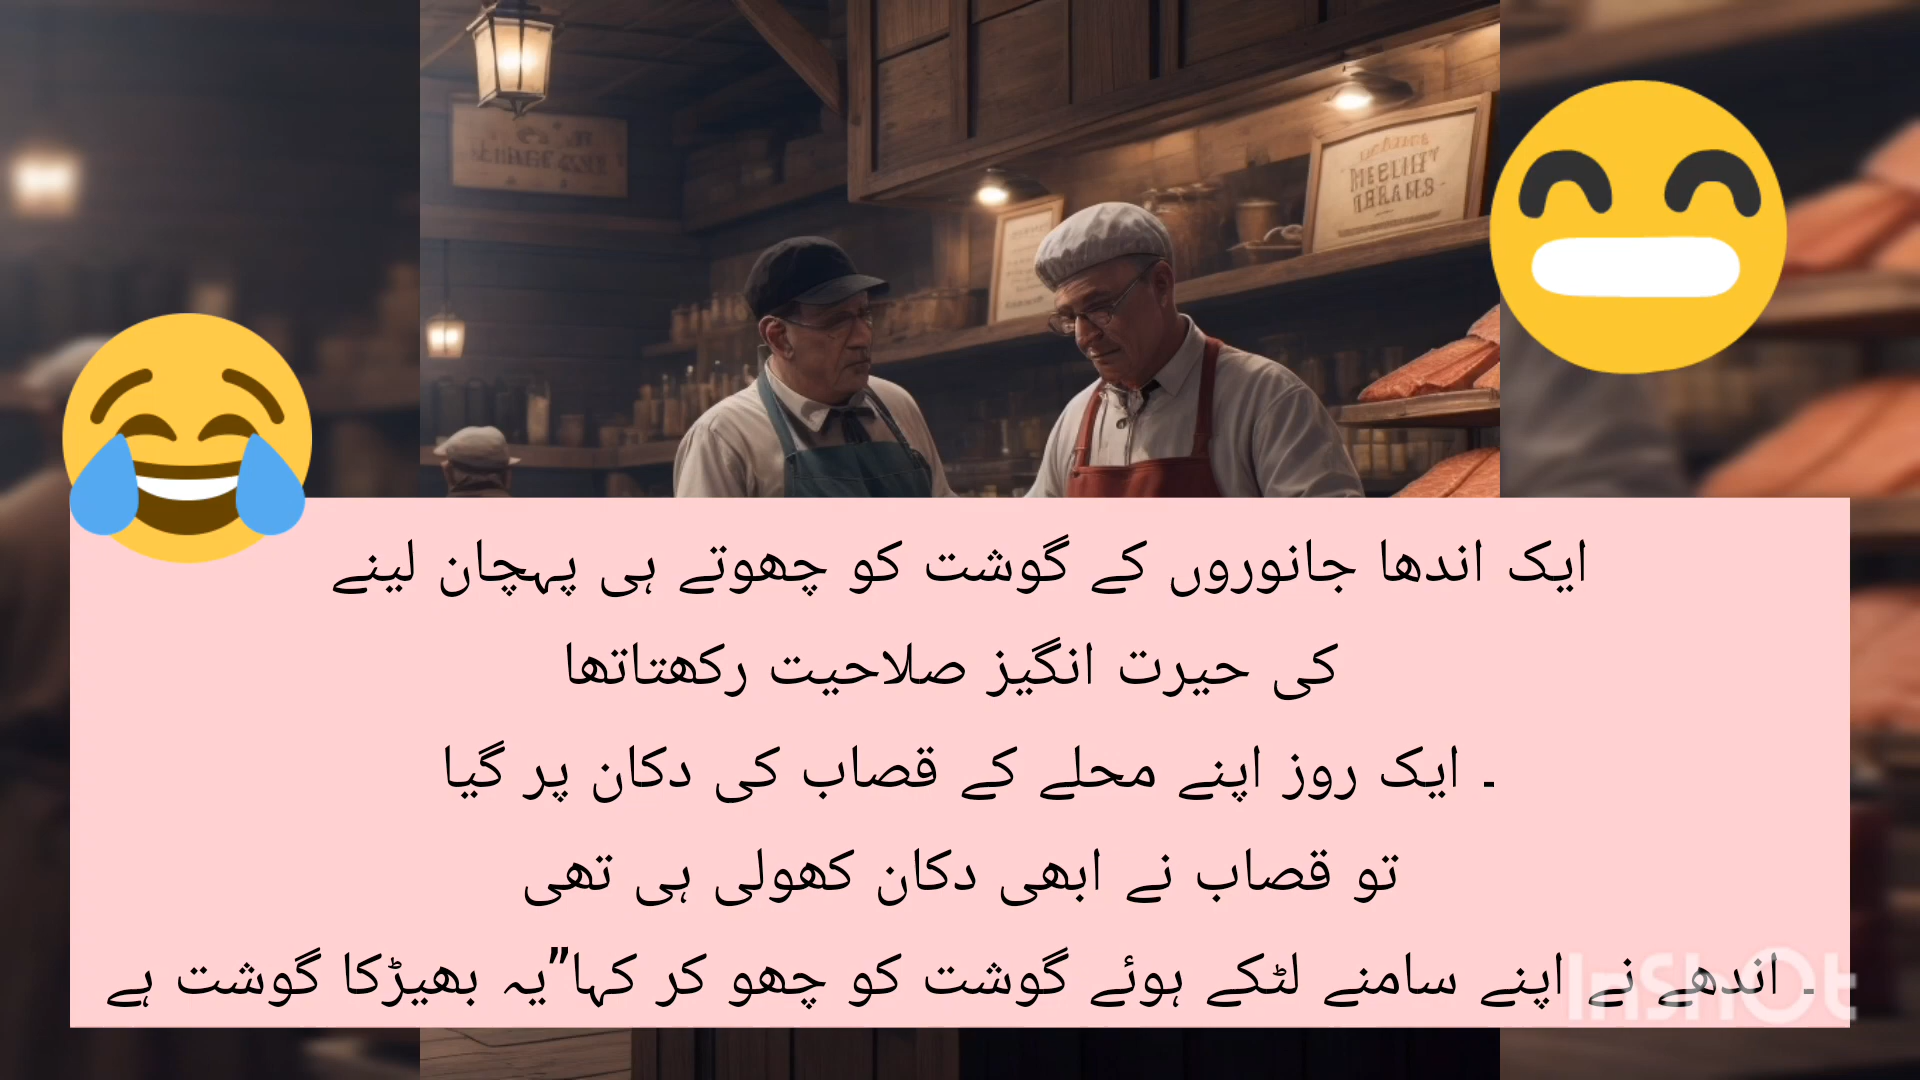 ایک اندھا جانوروں کے گوشت کو چھوتے ہی پہچان لینے
کی حیرت انگیز صلاحیت رکھتاتھا
۔ ایک روز اپنے محلے کے قصاب کی دکان پر گیا
تو قصاب نے ابھی دکان کھولی ہی تھی
۔ اندھے نے اپنے سامنے لٹکے ہوئے گوشت کو چھو کر کہا”یہ بھیڑکا گوشت ہے
InShOt